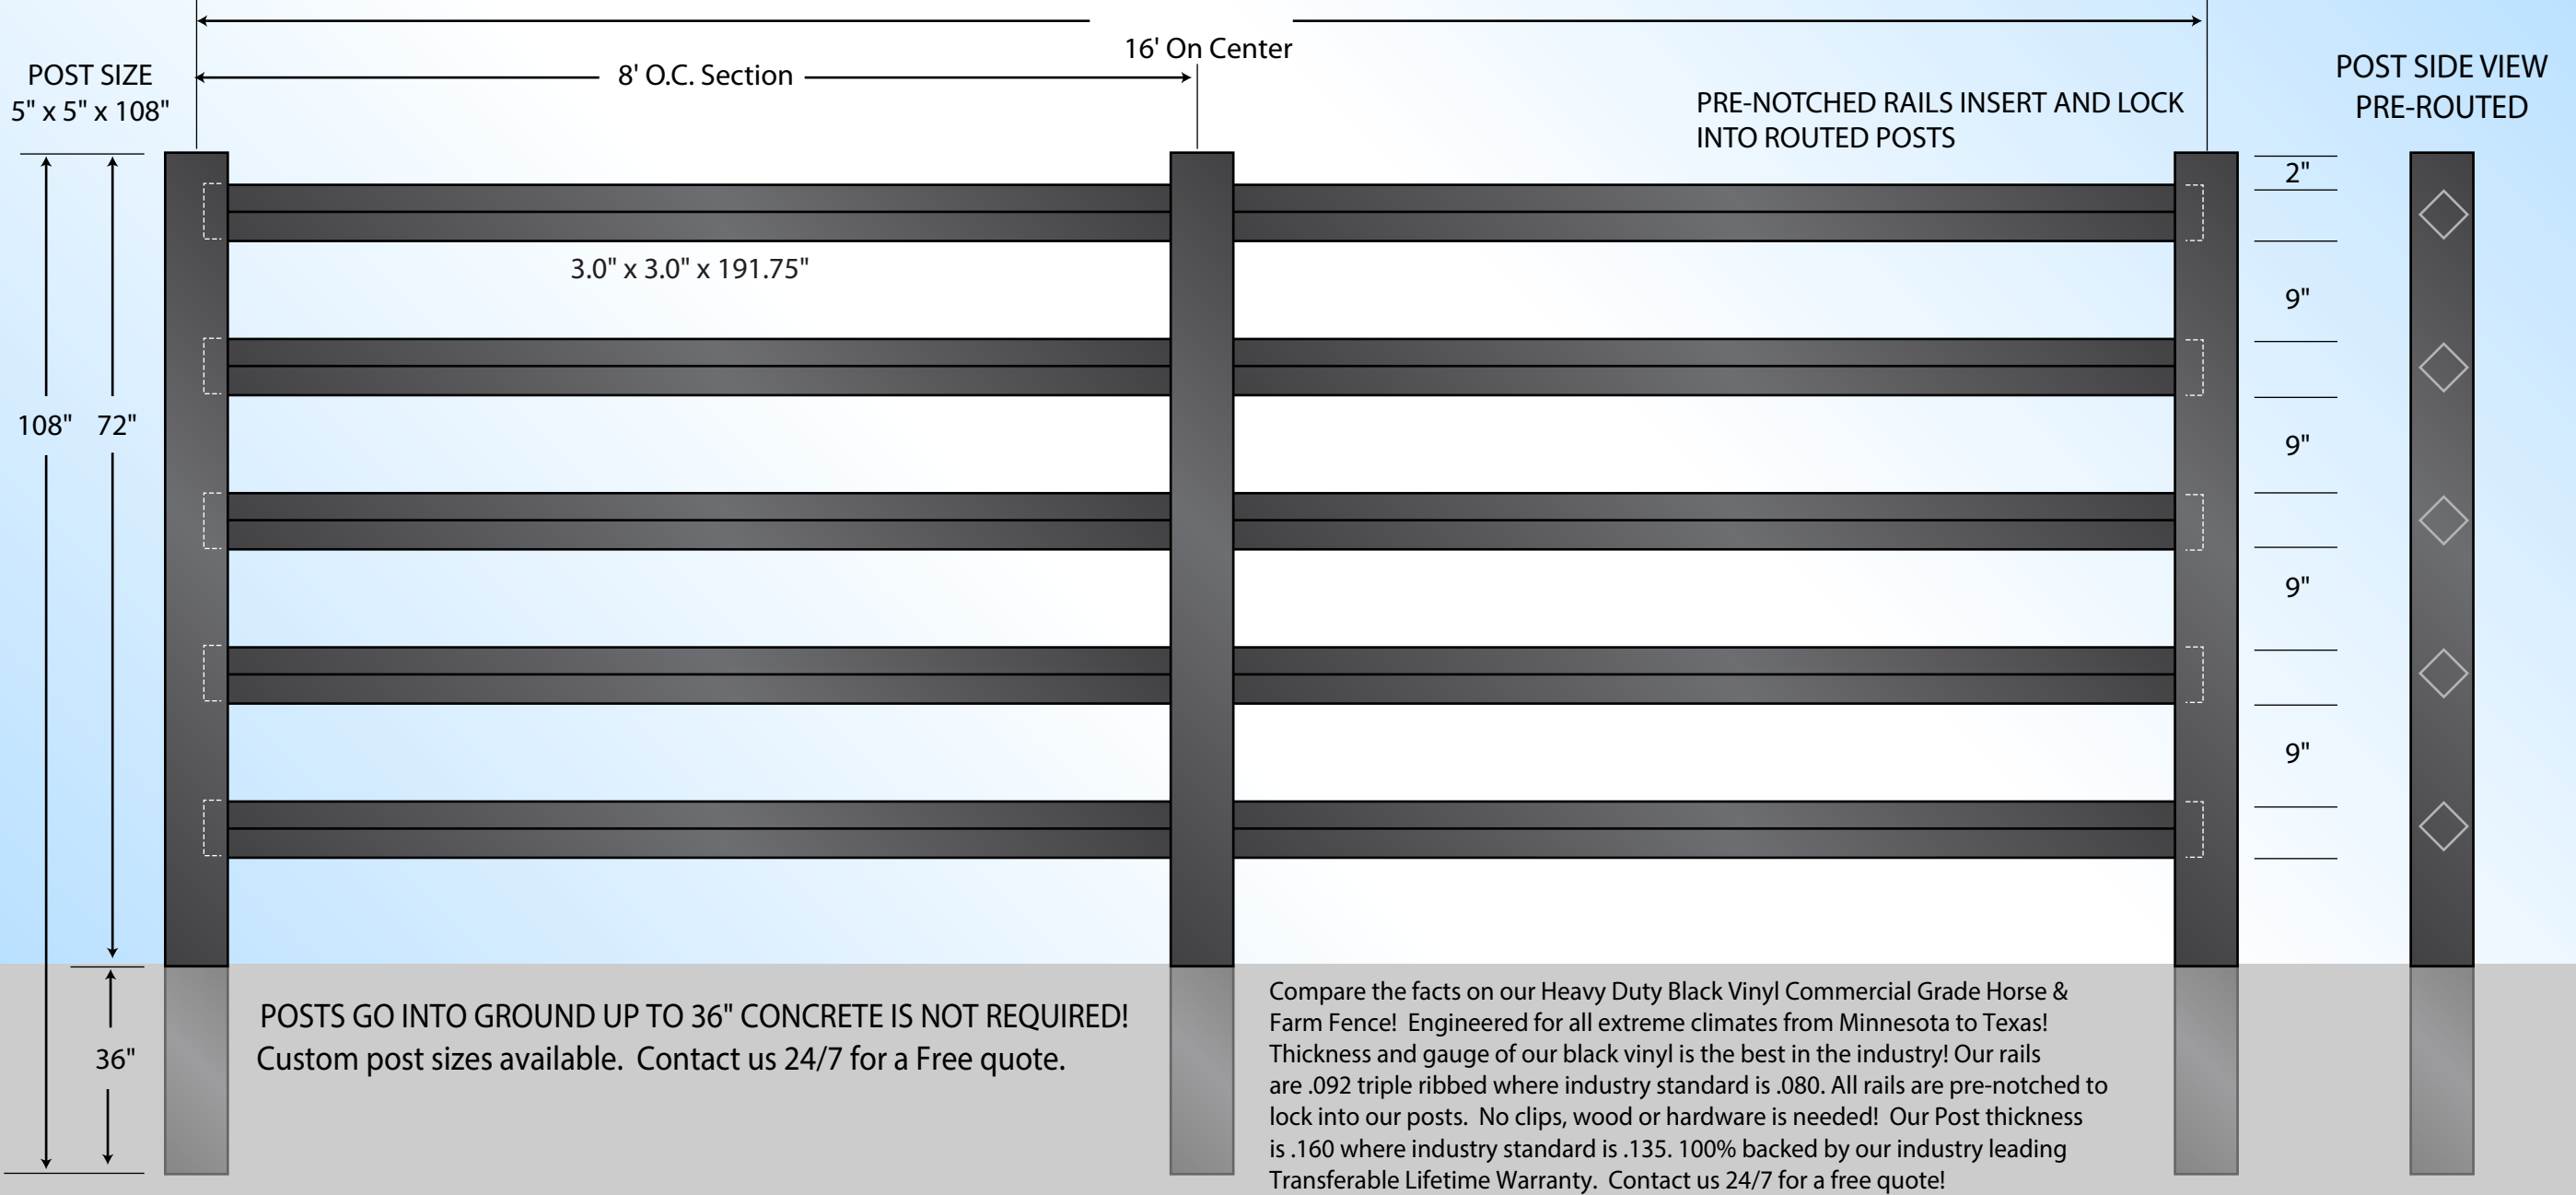 16' On Center
8' O.C. Section
POST SIZE
5" x 5" x 108"
PRE-NOTCHED RAILS INSERT AND LOCK
INTO ROUTED POSTS
POST SIDE VIEW
PRE-ROUTED
2"
3.0" x 3.0" x 191.75"
9"
108"
72"
9"
9"
9"
36"
POSTS GO INTO GROUND UP TO 36" CONCRETE IS NOT REQUIRED!
Custom post sizes available.  Contact us 24/7 for a Free quote.
Compare the facts on our Heavy Duty Black Vinyl Commercial Grade Horse &
Farm Fence!  Engineered for all extreme climates from Minnesota to Texas!
Thickness and gauge of our black vinyl is the best in the industry! Our rails
are .092 triple ribbed where industry standard is .080. All rails are pre-notched to
lock into our posts.  No clips, wood or hardware is needed!  Our Post thickness
is .160 where industry standard is .135. 100% backed by our industry leading
Transferable Lifetime Warranty.  Contact us 24/7 for a free quote!